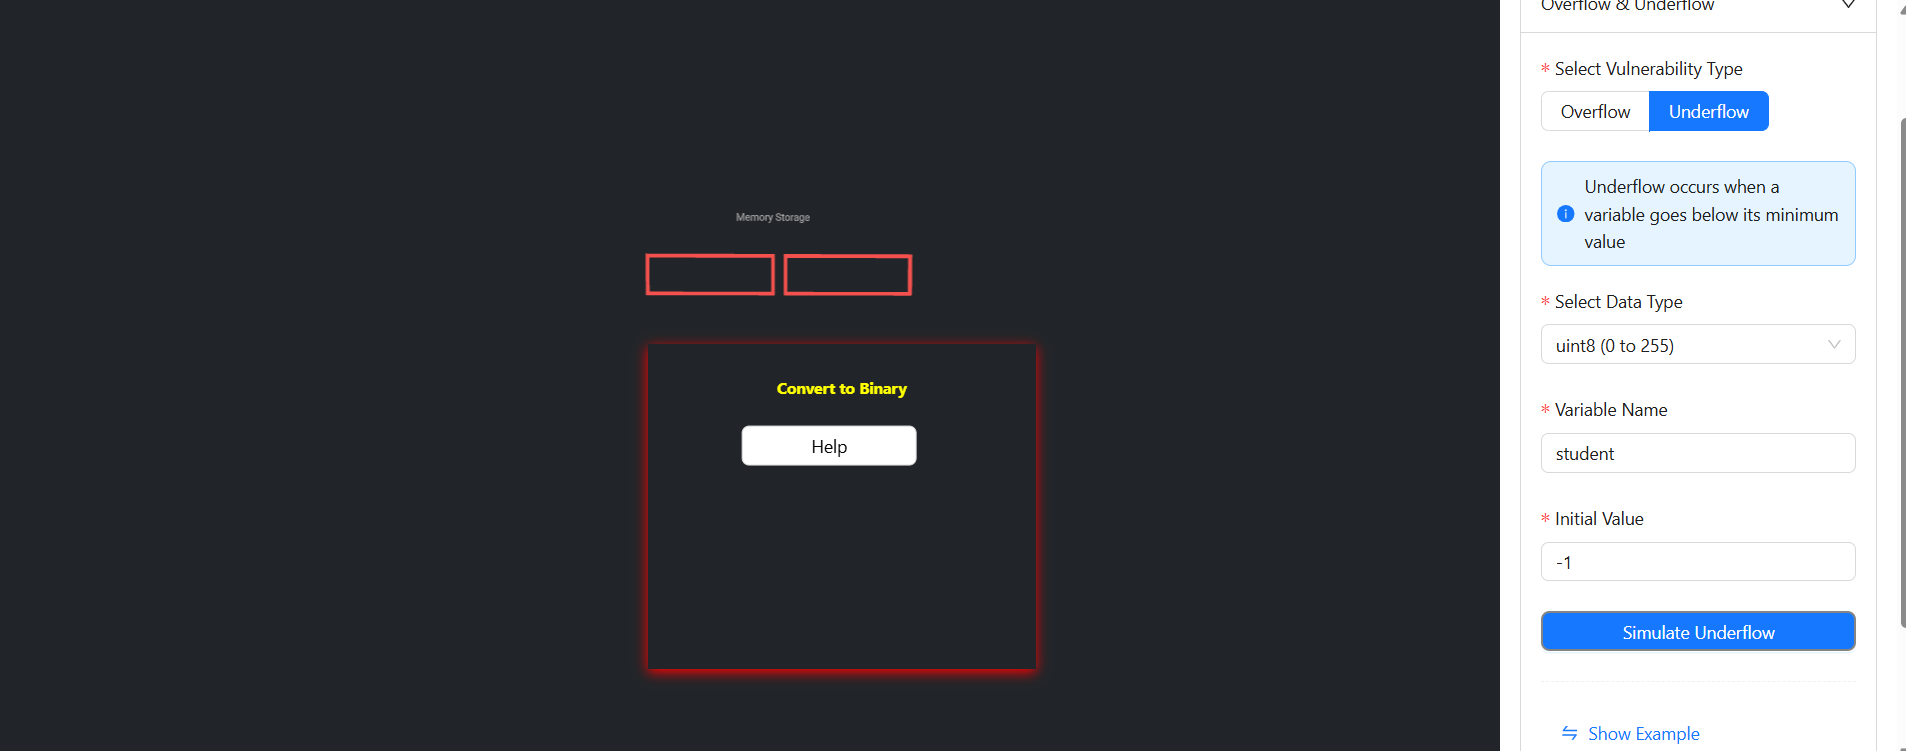 Overflow & Underflow
* Select Vulnerability Type
Overflow
Underflow
Underflow occurs when a
variable goes below its minimum
value
* Select Data Type
uint8 (0 to 255)
* Variable Name
student
* Initial Value
-1
Simulate Underflow
Show Example
Memory Storage
Convert to Binary
Help